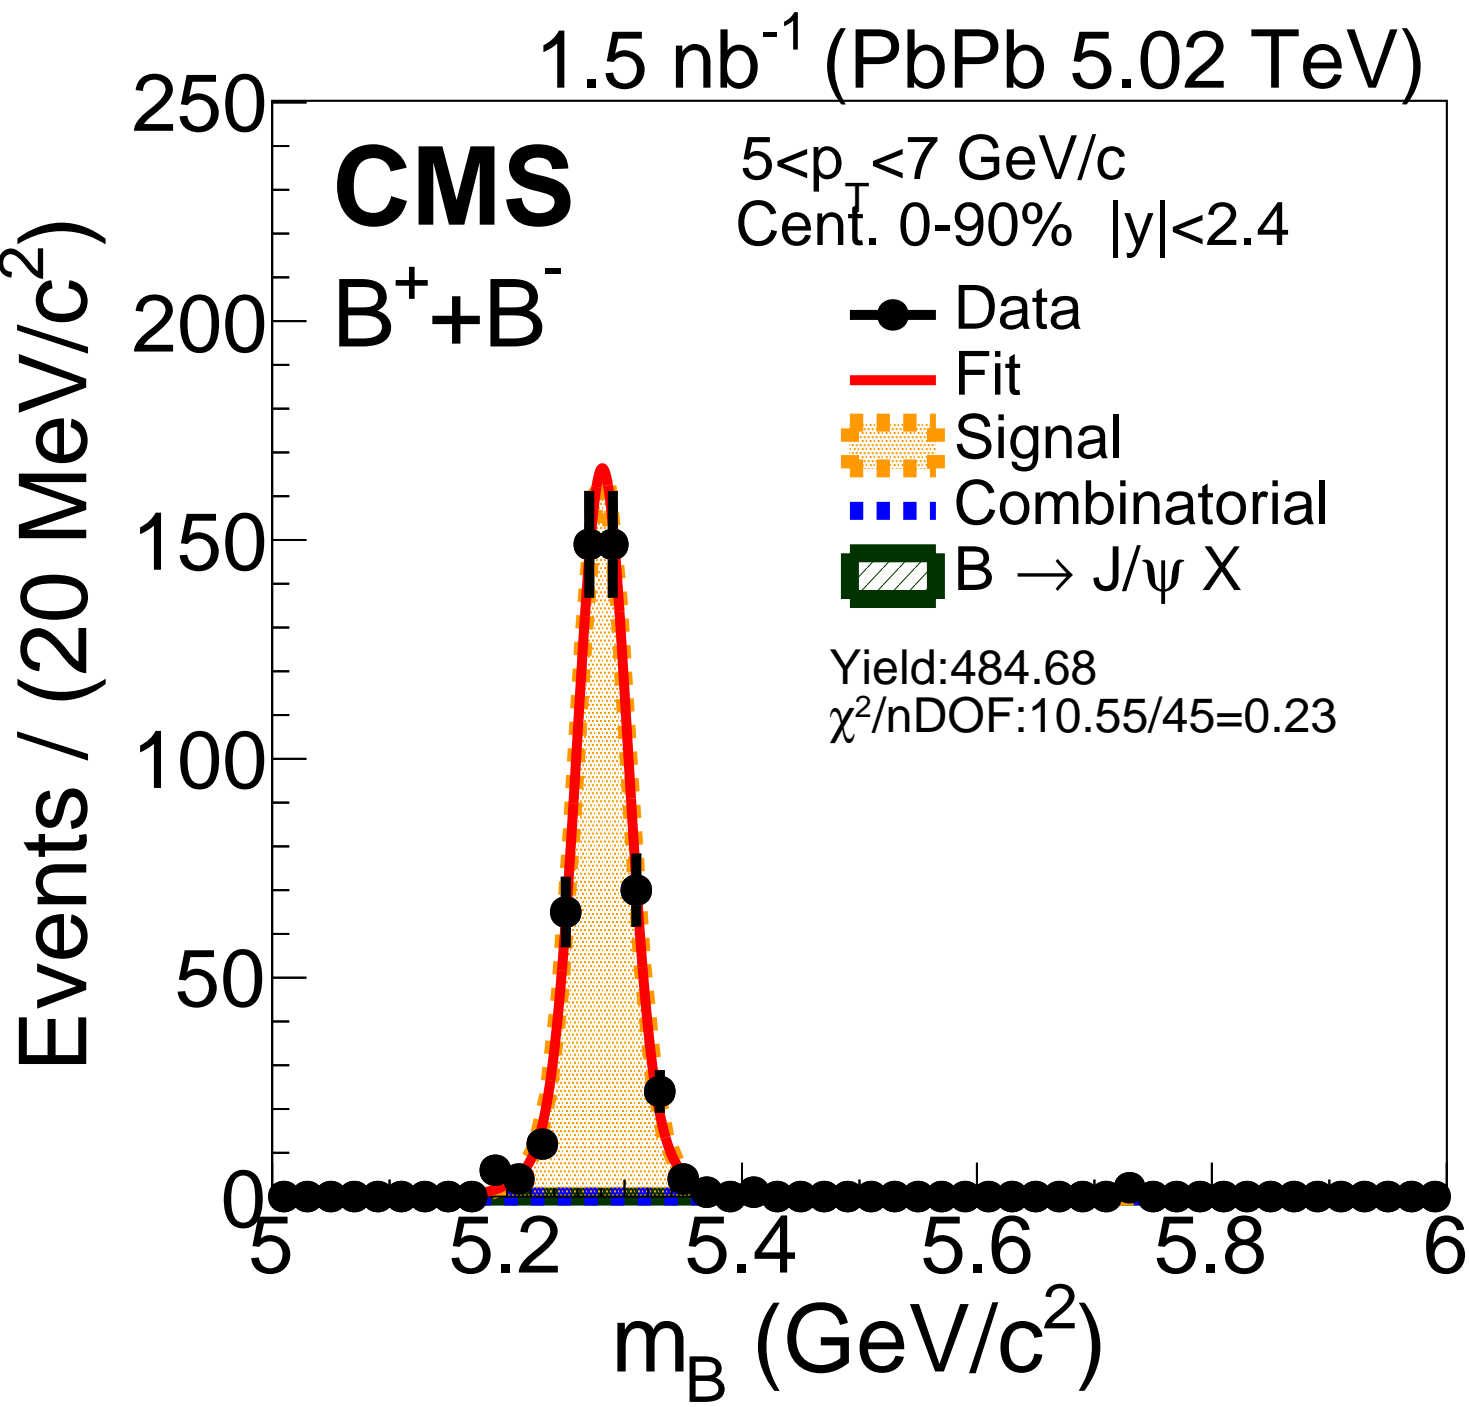 1.5 nb⁻¹ (PbPb 5.02 TeV)
CMS
B⁺+B⁻
5<p_T<7 GeV/c
Cent. 0-90% |y|<2.4
Data
Fit
Signal
Combinatorial
B → J/ψ X
Yield:484.68
χ²/nDOF:10.55/45=0.23
Events / (20 MeV/c²)
250
200
150
100
50
0
5 5.2 5.4 5.6 5.8 6
m_B (GeV/c²)